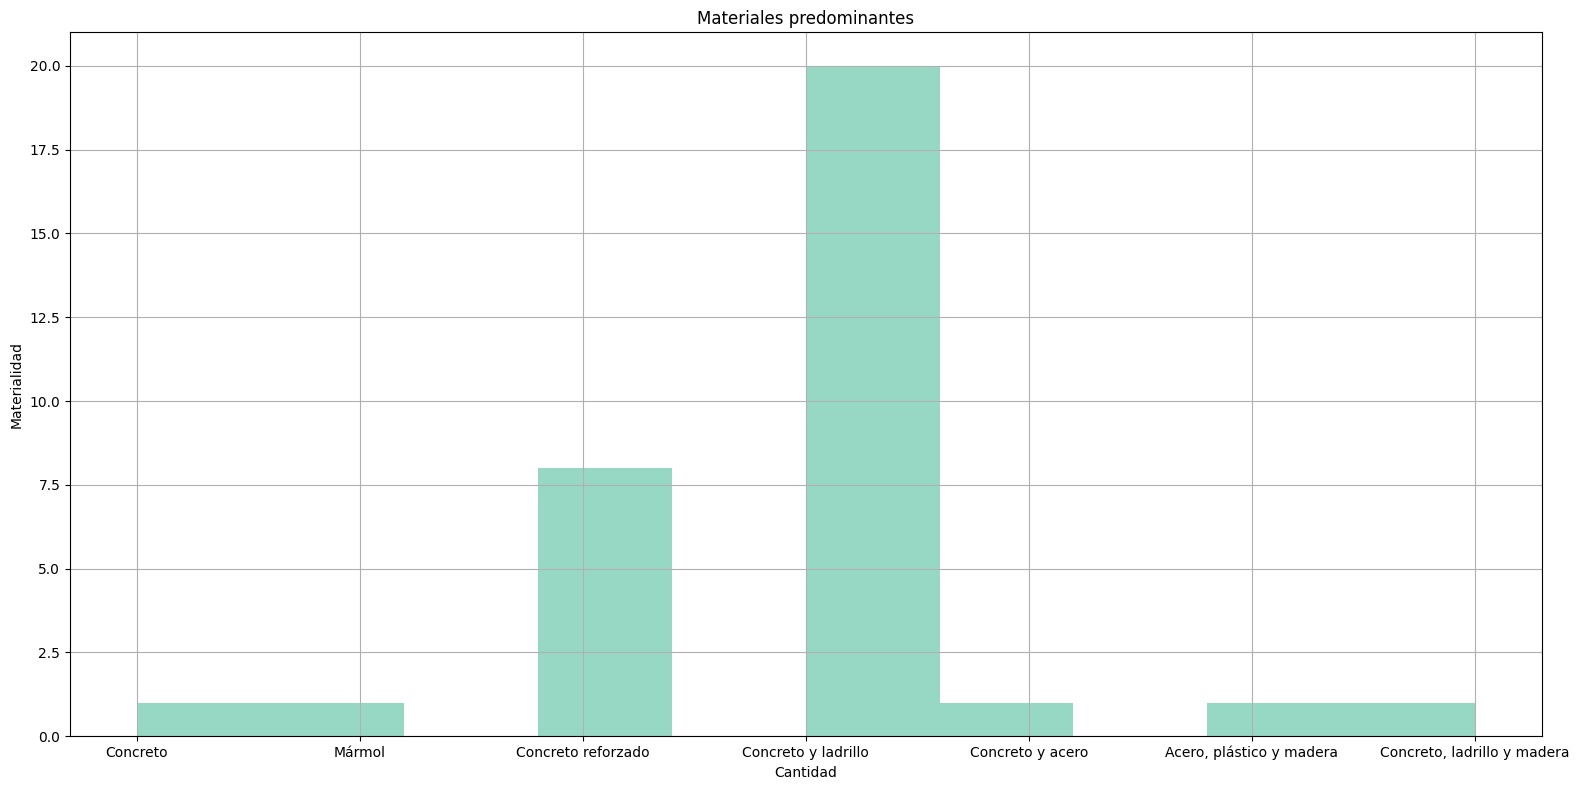 Materiales predominantes
20.0
17.5
15.0
12.5
10.0
7.5
5.0
2.5
0.0
Materialidad
Concreto
Mármol
Concreto reforzado
Concreto y ladrillo
Concreto y acero
Acero, plástico y madera
Concreto, ladrillo y madera
Cantidad